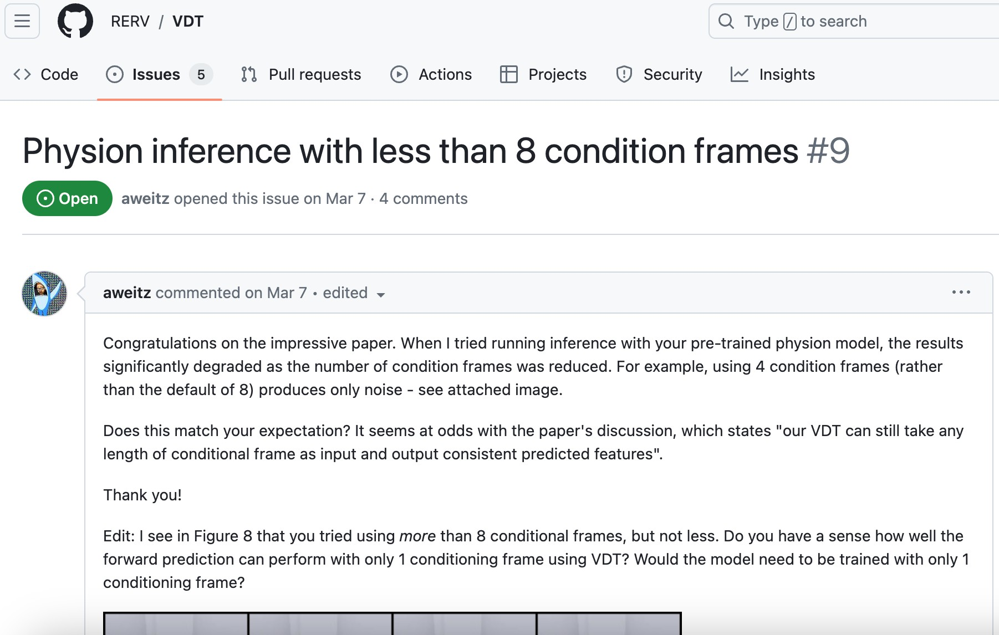 RERV / VDT
Type / to search
Code
Issues 5
Pull requests
Actions
Projects
Security
Insights
Physion inference with less than 8 condition frames #9
Open
aweitz opened this issue on Mar 7 · 4 comments
aweitz commented on Mar 7 • edited
Congratulations on the impressive paper. When I tried running inference with your pre-trained physion model, the results
significantly degraded as the number of condition frames was reduced. For example, using 4 condition frames (rather
than the default of 8) produces only noise - see attached image.
Does this match your expectation? It seems at odds with the paper's discussion, which states "our VDT can still take any
length of conditional frame as input and output consistent predicted features".
Thank you!
Edit: I see in Figure 8 that you tried using more than 8 conditional frames, but not less. Do you have a sense how well the
forward prediction can perform with only 1 conditioning frame using VDT? Would the model need to be trained with only 1
conditioning frame?